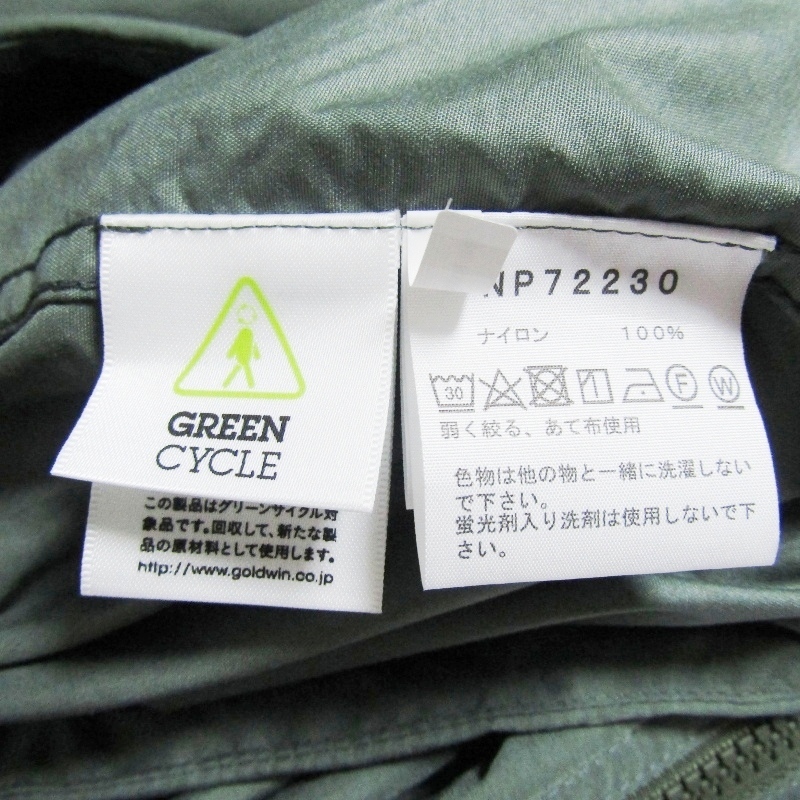 GREEN
CYCLE
この製品はグリーンサイクル対
象品です。回収して、新たな製
品の原材料として使用します。
http://www.goldwin.co.jp
NP72230
ナイロン 100%
30 F W
弱く絞る、あて布使用
色物は他の物と一緒に洗濯しない
で下さい。
蛍光剤入り洗剤は使用しないで下
さい。